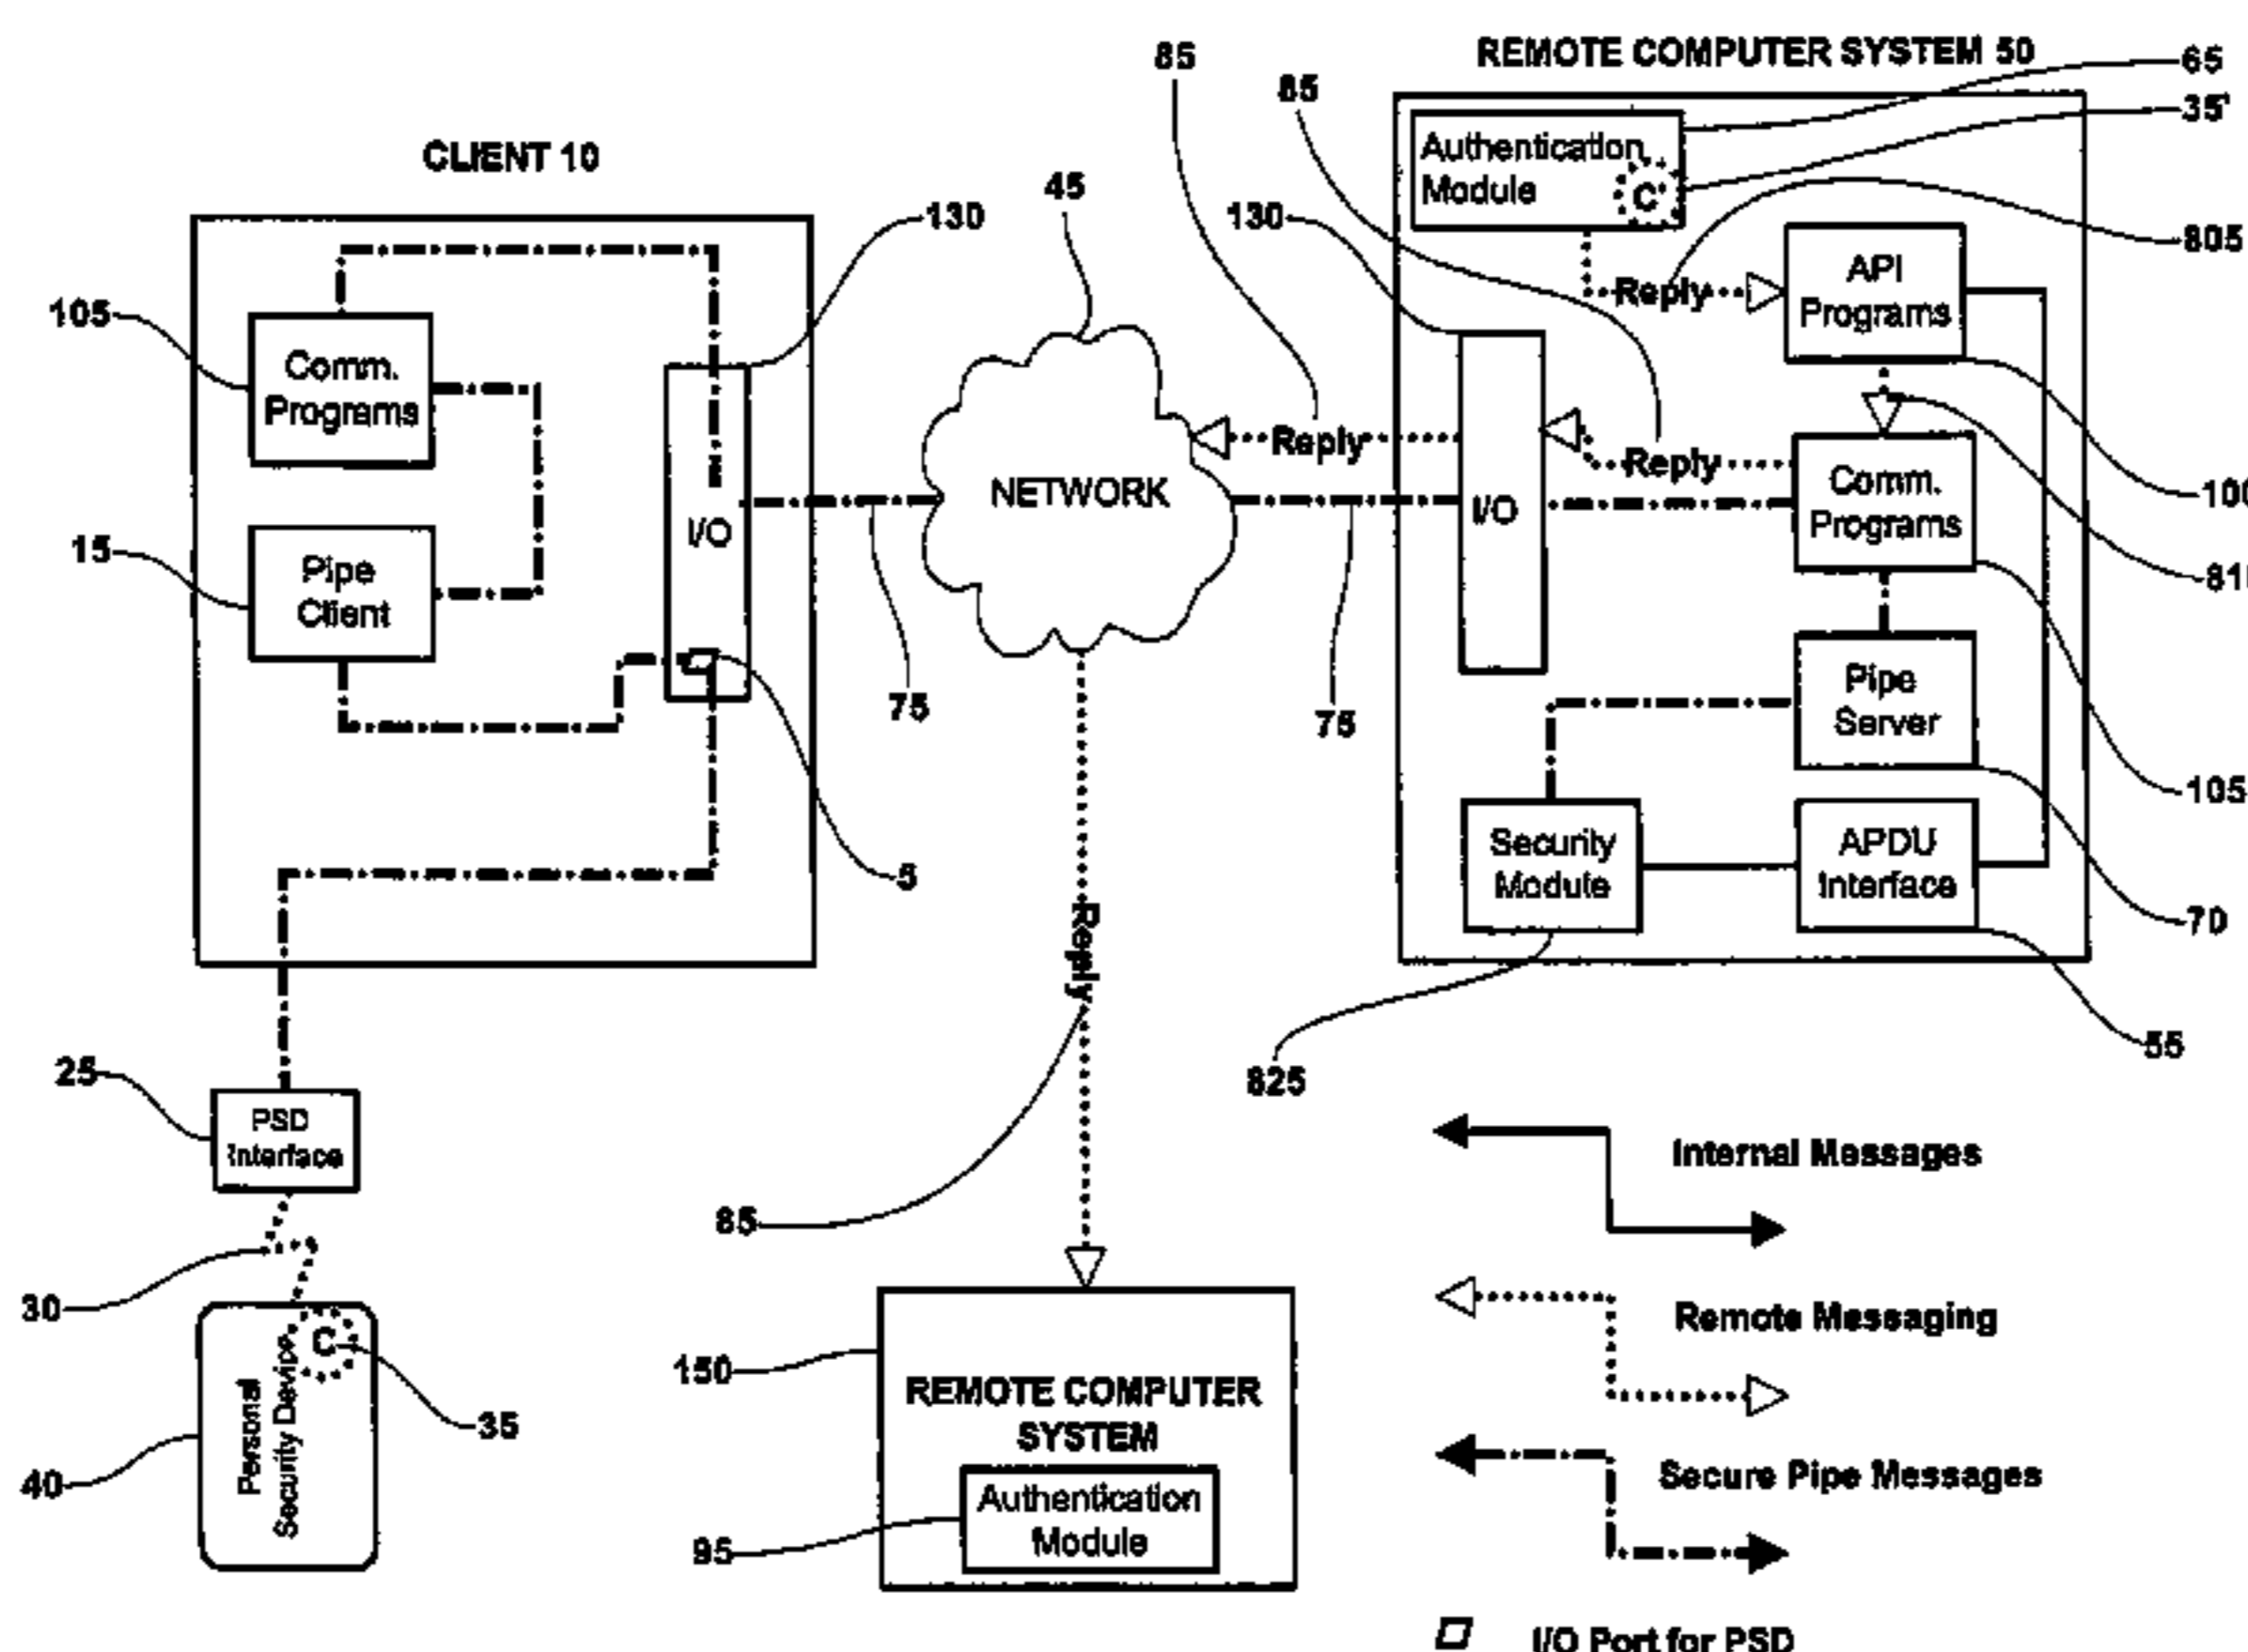 REMOTE COMPUTER SYSTEM 50
85
85
65
35'
CLIENT 10
45
Authentication
Module
C'
130
130
805
Reply
API
Programs
105
Comm.
Programs
Reply
Reply
NETWORK
I/O
I/O
Comm.
Programs
15
Pipe
Client
75
75
Pipe
Server
105
Security
Module
APDU
Interface
5
70
Reply
55
825
25
PSD
Interface
Internal Messages
85
30
Remote Messaging
C
150
REMOTE COMPUTER
SYSTEM
Personal
Security Device
35
Secure Pipe Messages
40
Authentication
Module
95
I/O Port for PSD